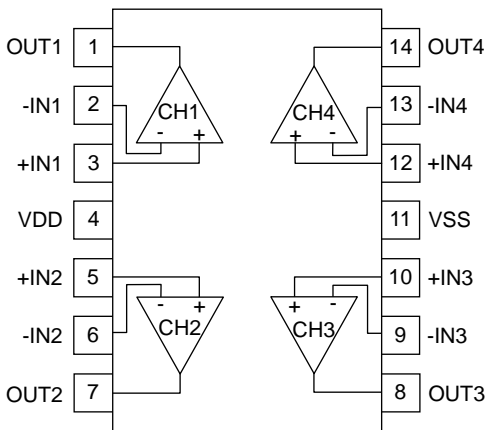 OUT1 1 14 OUT4
-IN1 2 CH1 CH4 13 -IN4
- + + -
+IN1 3 12 +IN4
VDD 4 11 VSS
+IN2 5 10 +IN3
- + + -
-IN2 6 CH2 CH3 9 -IN3
OUT2 7 8 OUT3